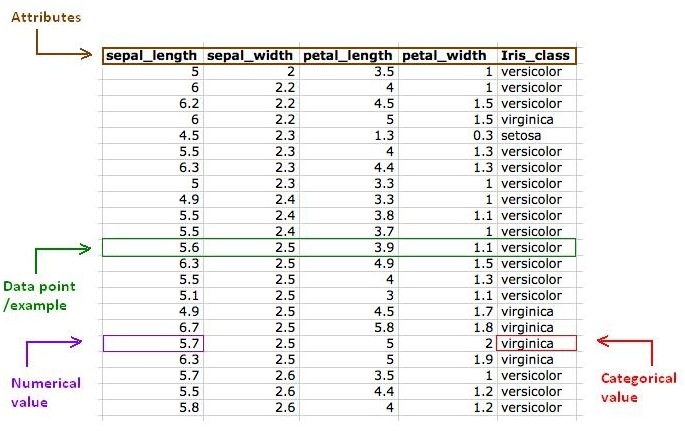 Attributes
sepal_length sepal_width petal_length petal_width Iris_class
5 2 3.5 1 versicolor
6 2.2 4 1 versicolor
6.2 2.2 4.5 1.5 versicolor
6 2.2 5 1.5 virginica
4.5 2.3 1.3 0.3 setosa
5.5 2.3 4 1.3 versicolor
6.3 2.3 4.4 1.3 versicolor
5 2.3 3.3 1 versicolor
4.9 2.4 3.3 1 versicolor
5.5 2.4 3.8 1.1 versicolor
5.5 2.4 3.7 1 versicolor
5.6 2.5 3.9 1.1 versicolor
6.3 2.5 4.9 1.5 versicolor
Data point
/example
5.5 2.5 4 1.3 versicolor
5.1 2.5 3 1.1 versicolor
4.9 2.5 4.5 1.7 virginica
6.7 2.5 5.8 1.8 virginica
5.7 2.5 5 2 virginica
6.3 2.5 5 1.9 virginica
5.7 2.6 3.5 1 versicolor
5.5 2.6 4.4 1.2 versicolor
5.8 2.6 4 1.2 versicolor
Numerical
value
Categorical
value